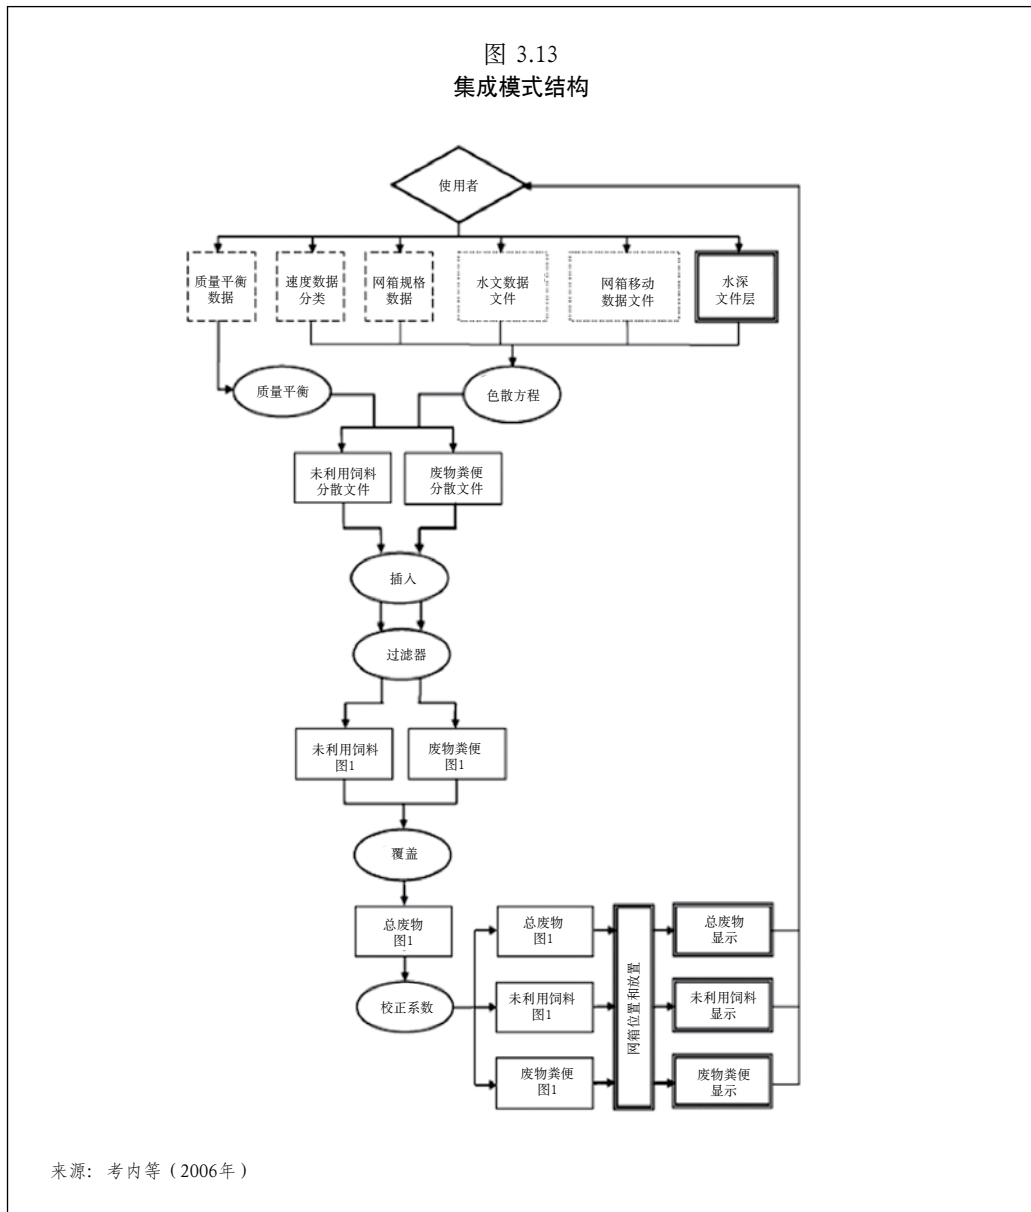 图 3.13
集成模式结构
使用者
质量平衡
数据
速度数据
分类
网箱规格
数据
水文数据
文件
网箱移动
数据文件
水深
文件层
质量平衡
色散方程
未利用饲料
分散文件
废物粪便
分散文件
插入
过滤器
未利用饲料
图1
废物粪便
图1
覆盖
总废物
图1
校正系数
总废物
图1
未利用饲料
图1
废物粪便
图1
网箱位置和放置
总废物
显示
未利用饲料
显示
废物粪便
显示
来源: 考内等（2006年）